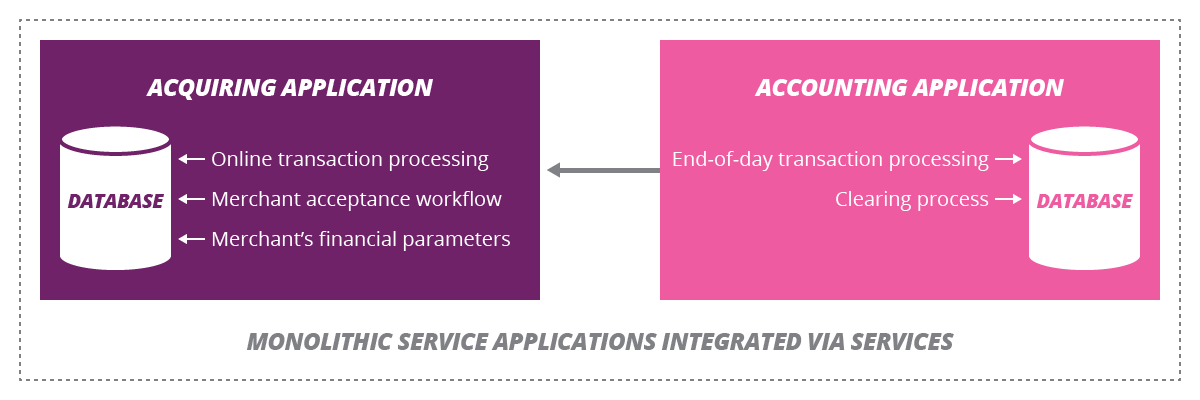 ACQUIRING APPLICATION
DATABASE
Online transaction processing
Merchant acceptance workflow
Merchant’s financial parameters
ACCOUNTING APPLICATION
End-of-day transaction processing
Clearing process
DATABASE
MONOLITHIC SERVICE APPLICATIONS INTEGRATED VIA SERVICES